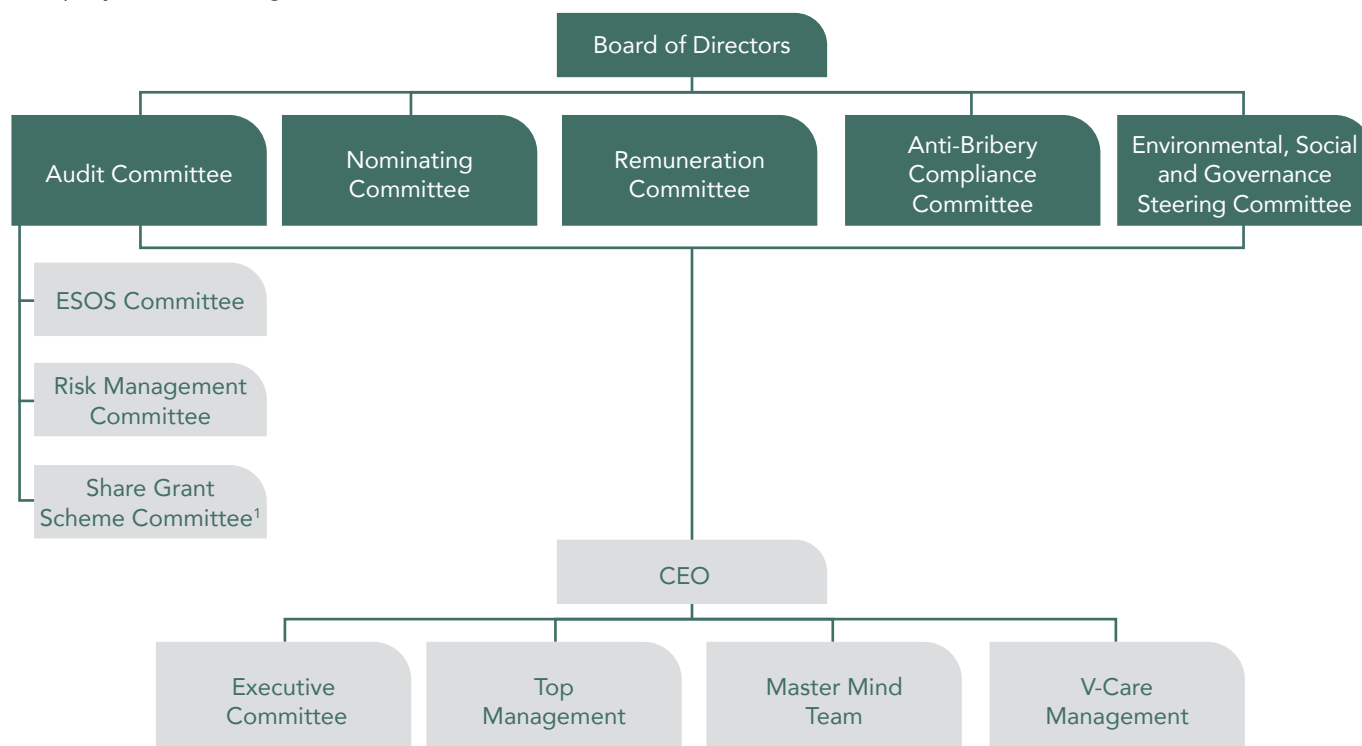 Board of Directors
Audit Committee
Nominating
Committee
Remuneration
Committee
Anti-Bribery
Compliance
Committee
Environmental, Social
and Governance
Steering Committee
ESOS Committee
Risk Management
Committee
Share Grant
Scheme Committee¹
CEO
Executive
Committee
Top
Management
Master Mind
Team
V-Care
Management